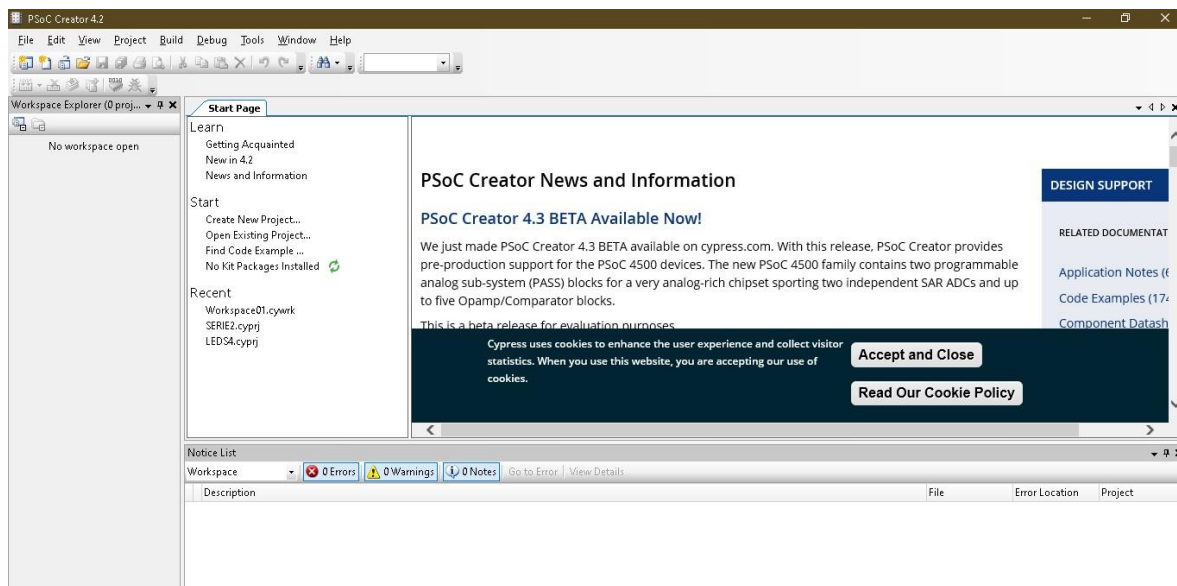 PSoC Creator 4.2
File Edit View Project Build Debug Tools Window Help
Workspace Explorer (0 proj...
No workspace open
Start Page
Learn
Getting Acquainted
New in 4.2
News and Information
Start
Create New Project...
Open Existing Project...
Find Code Example ...
No Kit Packages Installed
Recent
Workspace01.cywrk
SERIE2.cyprj
LEDS4.cyprj
PSoC Creator News and Information
PSoC Creator 4.3 BETA Available Now!
We just made PSoC Creator 4.3 BETA available on cypress.com. With this release, PSoC Creator provides
pre-production support for the PSoC 4500 devices. The new PSoC 4500 family contains two programmable
analog sub-system (PASS) blocks for a very analog-rich chipset sporting two independent SAR ADCs and up
to five Opamp/Comparator blocks.
This is a beta release for evaluation purposes
DESIGN SUPPORT
RELATED DOCUMENTAT
Application Notes (6
Code Examples (174
Component Datash
Cypress uses cookies to enhance the user experience and collect visitor
statistics. When you use this website, you are accepting our use of
cookies.
Accept and Close
Read Our Cookie Policy
Notice List
Workspace 0 Errors 0 Warnings 0 Notes Go to Error View Details
Description File Error Location Project